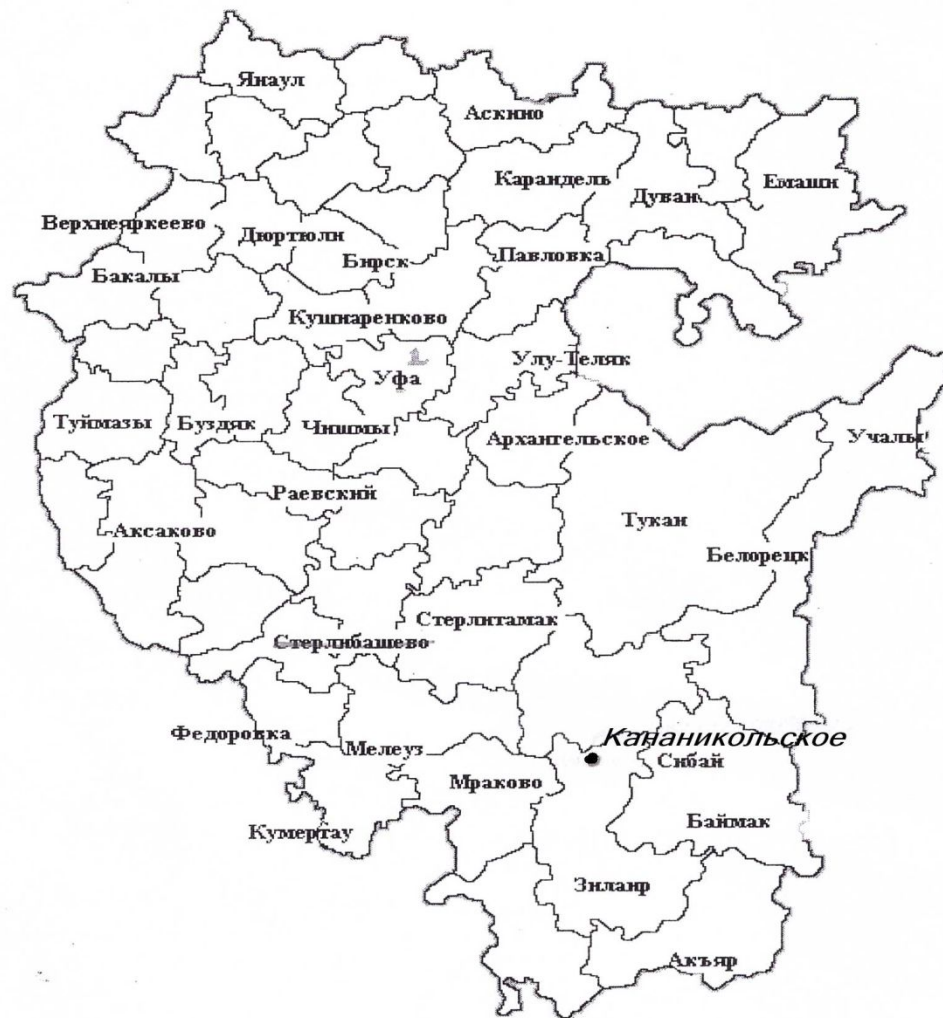 Янаул
Аскино
Карандель
Емаши
Дуван
Верхнеяркеево
Дюртюли
Бирск
Павловка
Бакалы
Кушнаренково
Улу-Теляк
Уфа
Туймазы
Буздяк
Чишмы
Архангельское
Учалы
Раевский
Аксаково
Тукан
Белорецк
Стерлитамак
Стерлибашево
Федоровка
Мелеуз
Кананикольское
Сибай
Мраково
Баймак
Кумертау
Зилаир
Акъяр